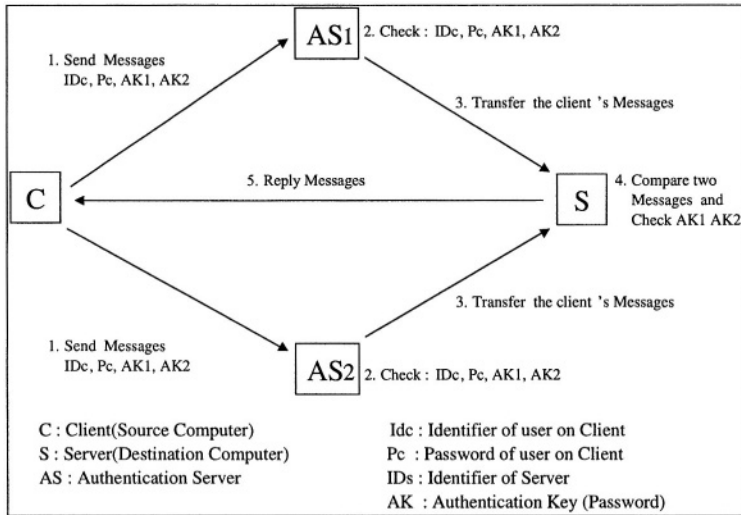 AS1
2. Check : IDc, Pc, AK1, AK2
1. Send Messages
IDc, Pc, AK1, AK2
3. Transfer the client 's Messages
C
5. Reply Messages
S
4. Compare two
Messages and
Check AK1 AK2
3. Transfer the client 's Messages
1. Send Messages
IDc, Pc, AK1, AK2
AS2
2. Check : IDc, Pc, AK1, AK2
C : Client(Source Computer)
S : Server(Destination Computer)
AS : Authentication Server
Idc : Identifier of user on Client
Pc : Password of user on Client
IDs : Identifier of Server
AK : Authentication Key (Password)